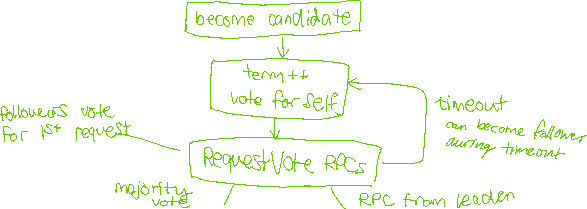 become candidate
term++
vote for self
followers vote
for 1st request
timeout
can become follower
during timeout
RequestVote RPCs
majority
vote
RPC from leader